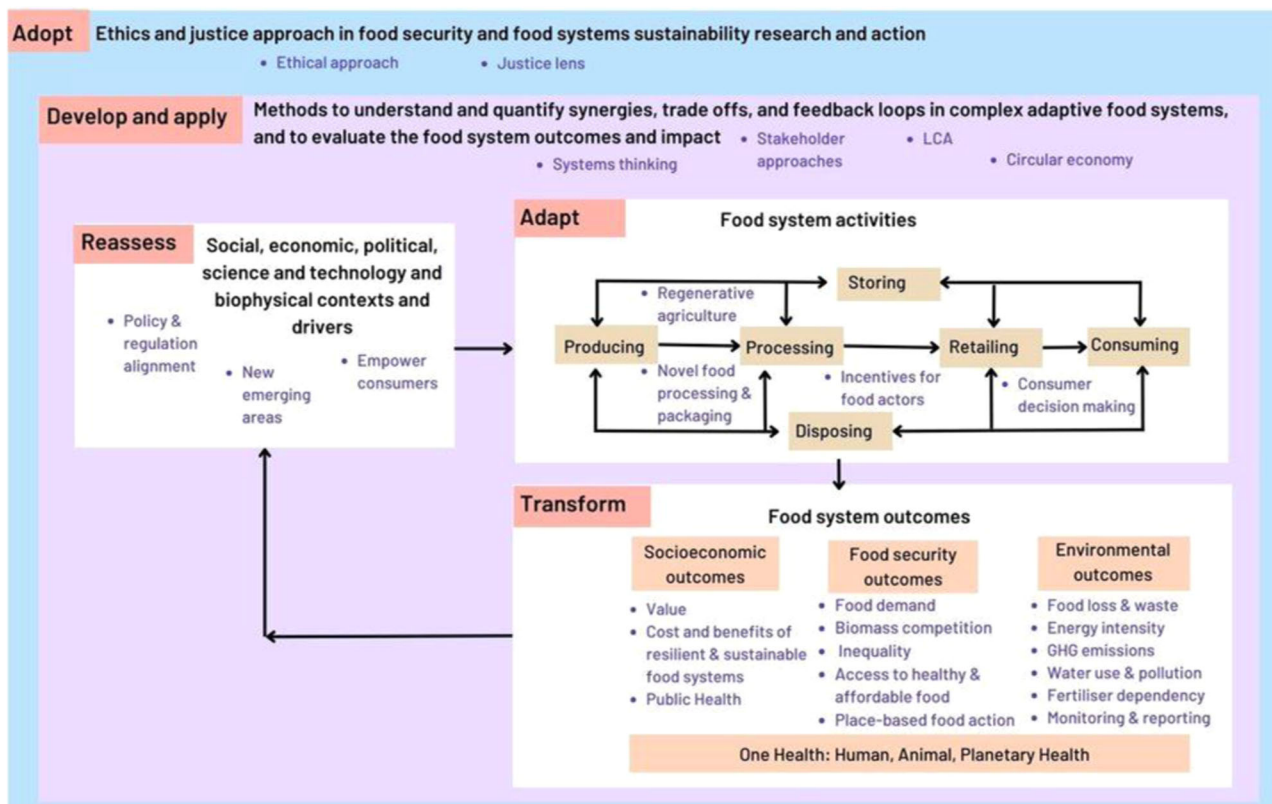 Adopt
Ethics and justice approach in food security and food systems sustainability research and action
• Ethical approach
• Justice lens
Develop and apply
Methods to understand and quantify synergies, trade offs, and feedback loops in complex adaptive food systems,
and to evaluate the food system outcomes and impact
• Systems thinking
• Stakeholder
approaches
• LCA
• Circular economy
Reassess
Social, economic, political,
science and technology and
biophysical contexts and
drivers
• Policy &
regulation
alignment
• New
emerging
areas
• Empower
consumers
Adapt
Food system activities
Storing
• Regenerative
agriculture
Producing
Processing
Retailing
Consuming
• Novel food
processing &
packaging
• Incentives for
food actors
• Consumer
decision making
Disposing
Transform
Food system outcomes
Socioeconomic
outcomes
• Value
• Cost and benefits of
resilient & sustainable
food systems
• Public Health
Food security
outcomes
• Food demand
• Biomass competition
• Inequality
• Access to healthy &
affordable food
• Place-based food action
Environmental
outcomes
• Food loss & waste
• Energy intensity
• GHG emissions
• Water use & pollution
• Fertiliser dependency
• Monitoring & reporting
One Health: Human, Animal, Planetary Health